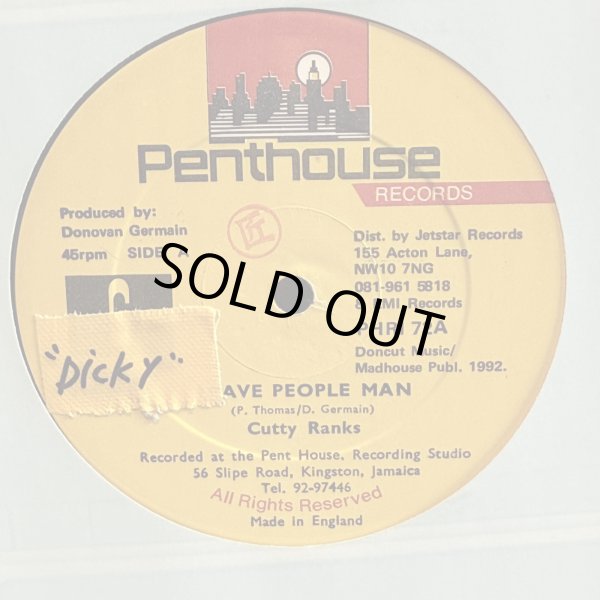 Penthouse
RECORDS
Produced by:
Donovan Germain
45rpm SIDE A
匠
Dist. by Jetstar Records
155 Acton Lane,
NW10 7NG
081-961 5818
& EMI Records
72A
Doncut Music/
Madhouse Publ. 1992.
SOLD OUT
"DICKY"
AVE PEOPLE MAN
(P. Thomas/D. Germain)
Cutty Ranks
Recorded at the Pent House, Recording Studio
56 Slipe Road, Kingston, Jamaica
Tel. 92-97446
All Rights Reserved
Made in England